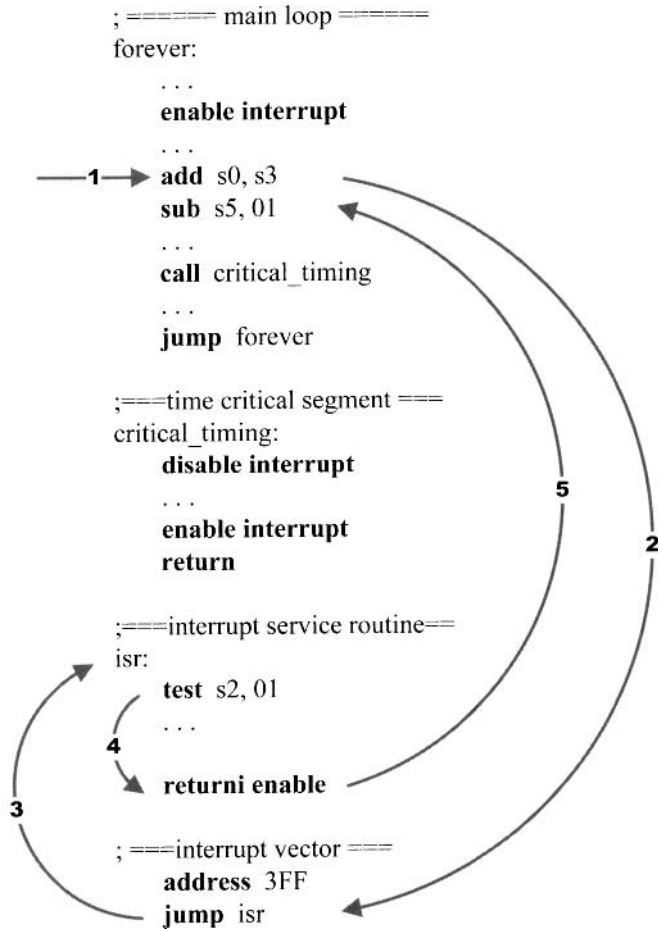 ; ====== main loop ======
forever:
. . .
enable interrupt
. . .
1
add s0, s3
sub s5, 01
. . .
call critical_timing
. . .
jump forever
;===time critical segment ===
critical_timing:
disable interrupt
. . .
5
enable interrupt
2
return
;===interrupt service routine==
isr:
test s2, 01
. . .
4
returni enable
3
; ===interrupt vector ===
address 3FF
jump isr